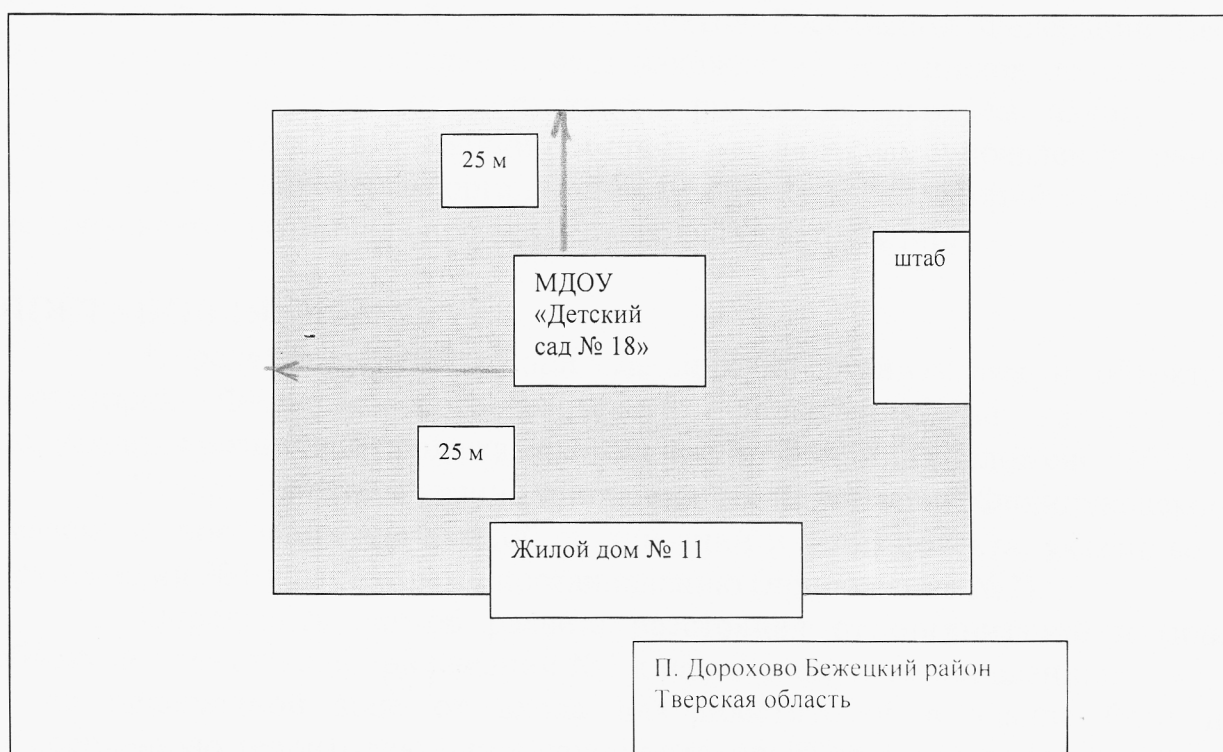 25 м
МДОУ
«Детский
сад № 18»
штаб
25 м
Жилой дом № 11
П. Дорохово Бежецкий район
Тверская область